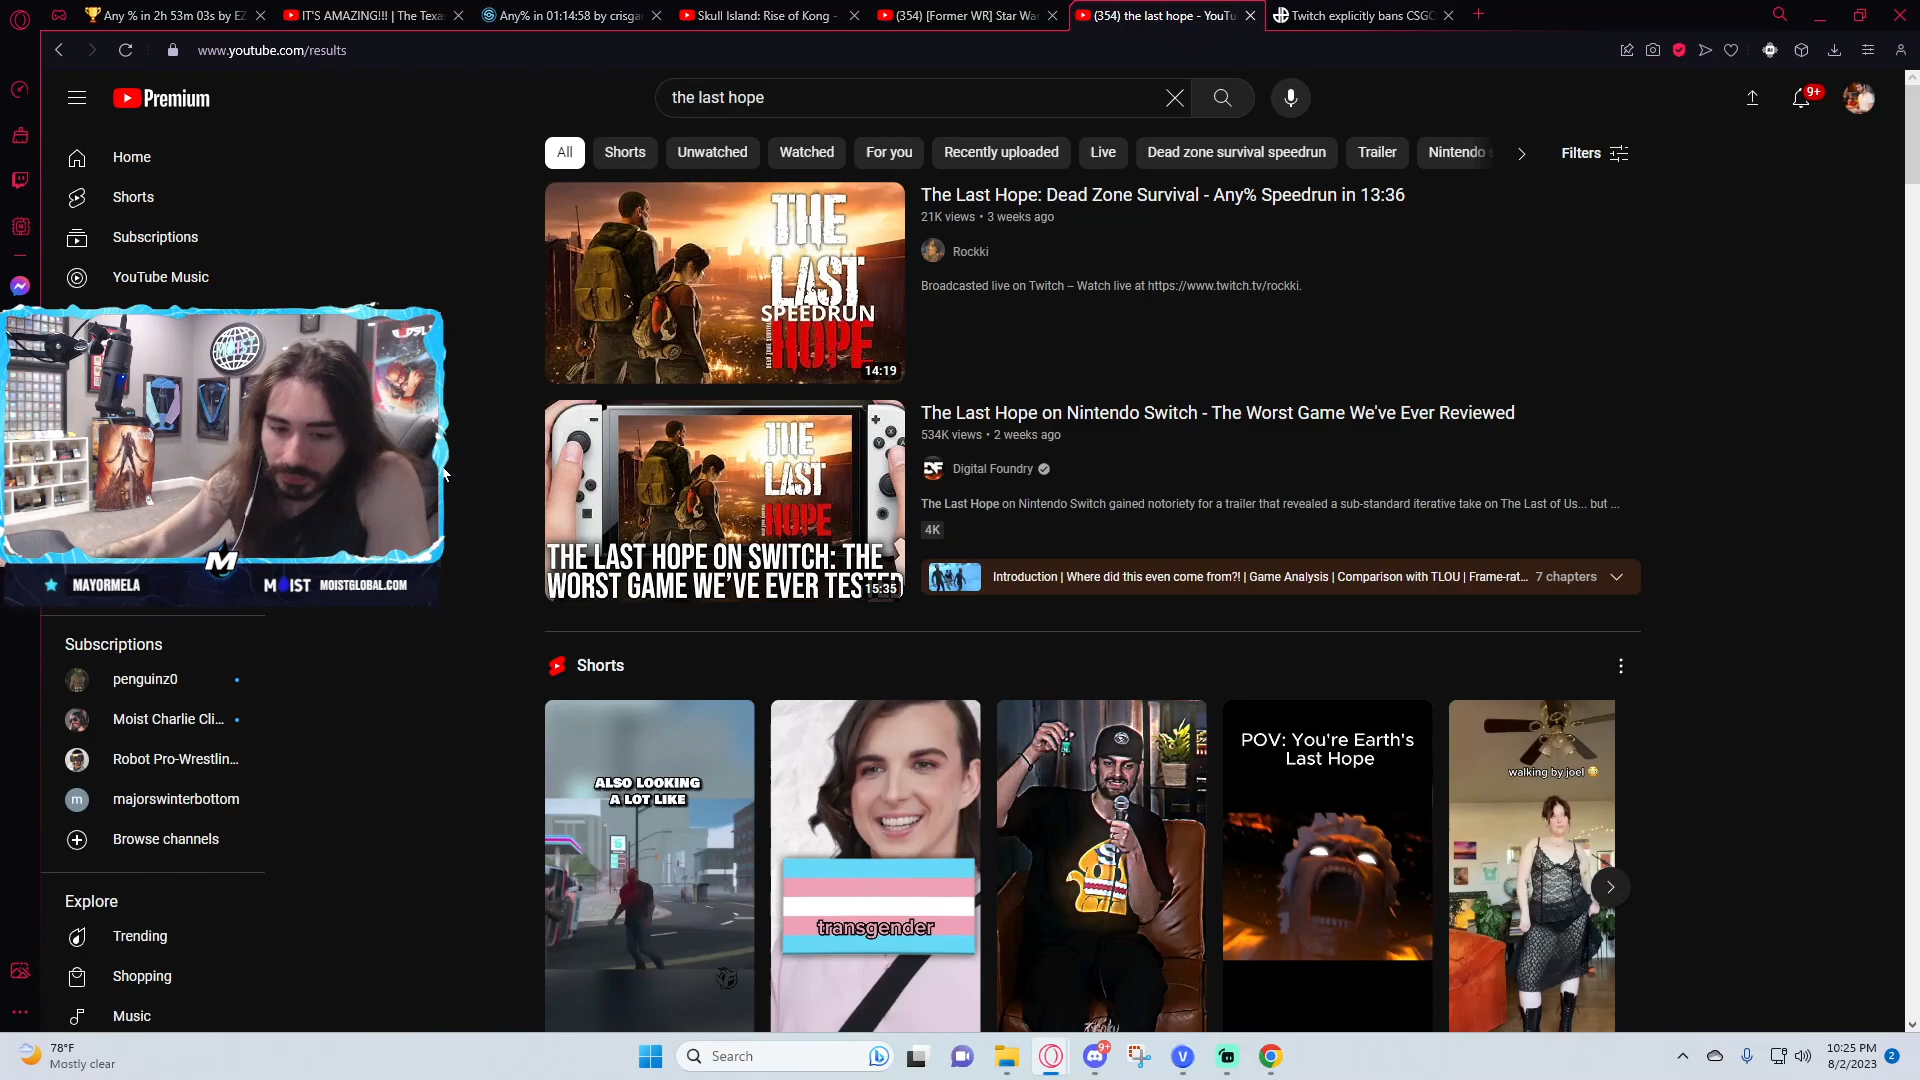 Any % in 2h 53m 03s by EZ
IT'S AMAZING!!! | The Texa
Any% in 01:14:58 by crisga
Skull Island: Rise of Kong -
(354) [Former WR] Star Wa
(354) the last hope - YouTu
Twitch explicitly bans CSGO
www.youtube.com/results
Premium
the last hope
9+
Home
Shorts
Subscriptions
YouTube Music
All
Shorts
Unwatched
Watched
For you
Recently uploaded
Live
Dead zone survival speedrun
Trailer
Nintendo s
Filters
THE
LAST
SPEEDRUN
HOPE
14:19
The Last Hope: Dead Zone Survival - Any% Speedrun in 13:36
21K views • 3 weeks ago
Rockki
Broadcasted live on Twitch – Watch live at https://www.twitch.tv/rockki.
THE
LAST
HOPE
THE LAST HOPE ON SWITCH: THE
WORST GAME WE'VE EVER TESTED
15:35
The Last Hope on Nintendo Switch - The Worst Game We've Ever Reviewed
534K views • 2 weeks ago
DF
Digital Foundry
The Last Hope on Nintendo Switch gained notoriety for a trailer that revealed a sub-standard iterative take on The Last of Us... but ...
4K
Introduction | Where did this even come from?! | Game Analysis | Comparison with TLOU | Frame-rat...
7 chapters
MOIST
M
MAYORMELA
MOIST
MOISTGLOBAL.COM
Subscriptions
penguinz0
Moist Charlie Cli...
Robot Pro-Wrestlin...
m
majorswinterbottom
Browse channels
Explore
Trending
Shopping
Music
Shorts
ALSO LOOKING
A LOT LIKE
transgender
POV: You're Earth's
Last Hope
walking by joel
78°F
Mostly clear
Search
9+
V
10:25 PM
8/2/2023
2